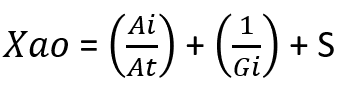 Xao = (Ai/At) + (1/Gi) + S